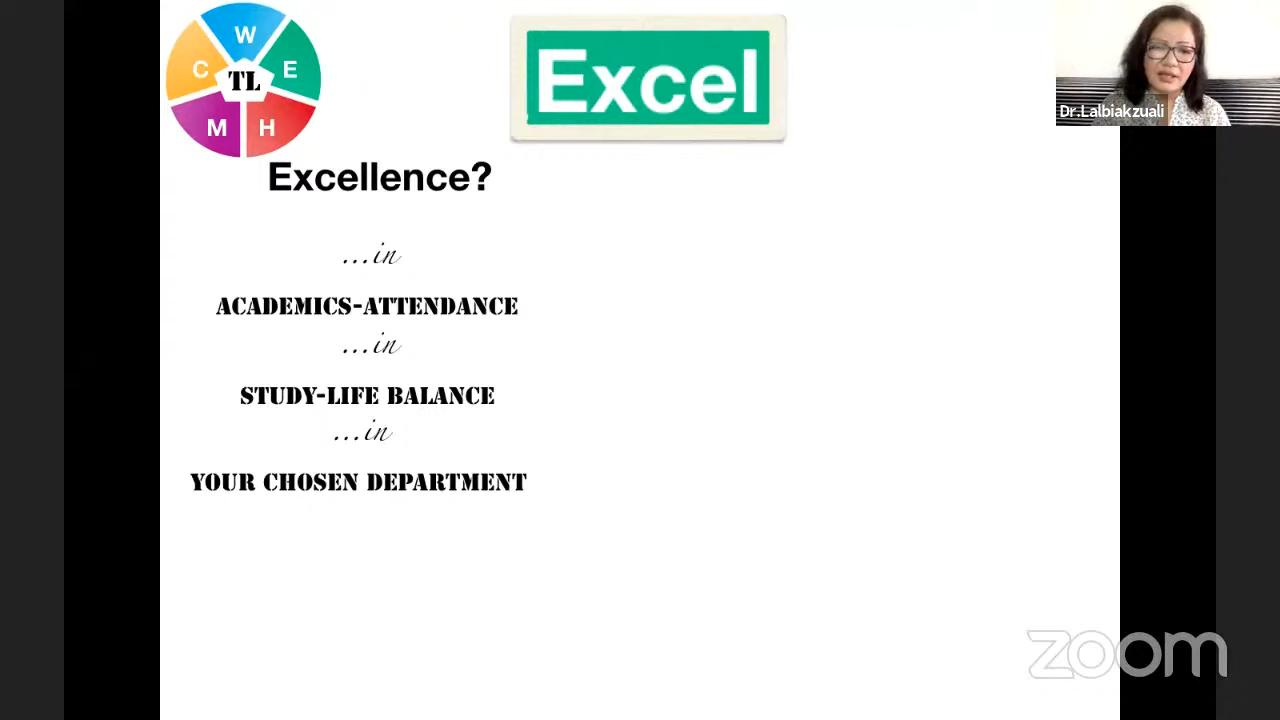 W
C
TL
E
M
H
Excel
Dr.Lalbiakzuali
Excellence?
...in
ACADEMICS-ATTENDANCE
...in
STUDY-LIFE BALANCE
...in
YOUR CHOSEN DEPARTMENT
zoom